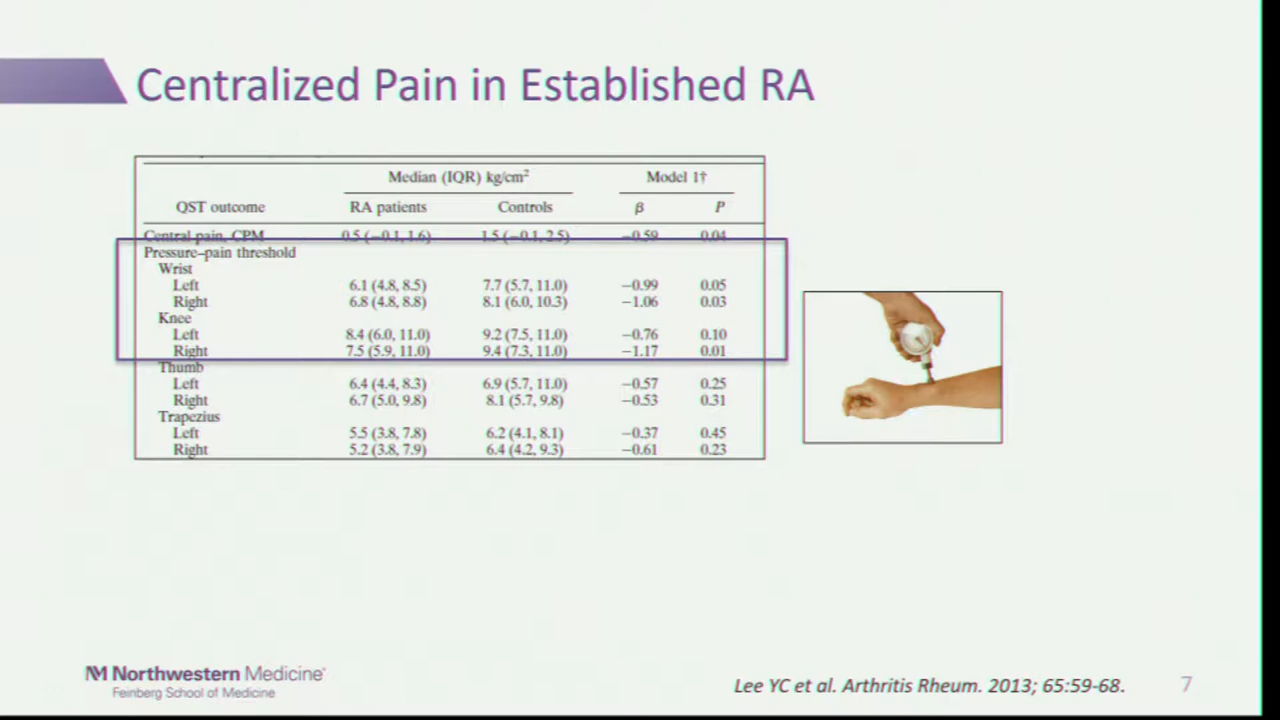 Centralized Pain in Established RA
Median (IQR) kg/cm² Model 1†
QST outcome RA patients Controls β P
Central pain, CPM 0.5 (−0.1, 1.6) 1.5 (−0.1, 2.5) −0.59 0.04
Pressure–pain threshold
Wrist
Left 6.1 (4.8, 8.5) 7.7 (5.7, 11.0) −0.99 0.05
Right 6.8 (4.8, 8.8) 8.1 (6.0, 10.3) −1.06 0.03
Knee
Left 8.4 (6.0, 11.0) 9.2 (7.5, 11.0) −0.76 0.10
Right 7.5 (5.9, 11.0) 9.4 (7.3, 11.0) −1.17 0.01
Thumb
Left 6.4 (4.4, 8.3) 6.9 (5.7, 11.0) −0.57 0.25
Right 6.7 (5.0, 9.8) 8.1 (5.7, 9.8) −0.53 0.31
Trapezius
Left 5.5 (3.8, 7.8) 6.2 (4.1, 8.1) −0.37 0.45
Right 5.2 (3.8, 7.9) 6.4 (4.2, 9.3) −0.61 0.23
NM Northwestern Medicine
Feinberg School of Medicine
Lee YC et al. Arthritis Rheum. 2013; 65:59-68.
7